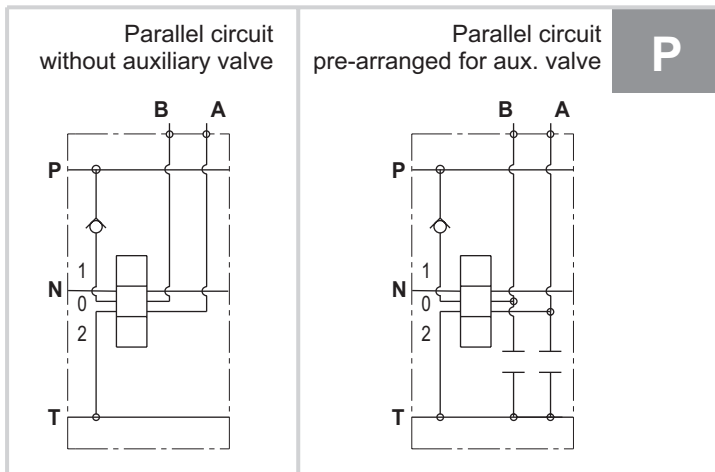 Parallel circuit
without auxiliary valve
B A
P
1
N
0
2
T
Parallel circuit
pre-arranged for aux. valve
P
B A
P
1
N
0
2
T